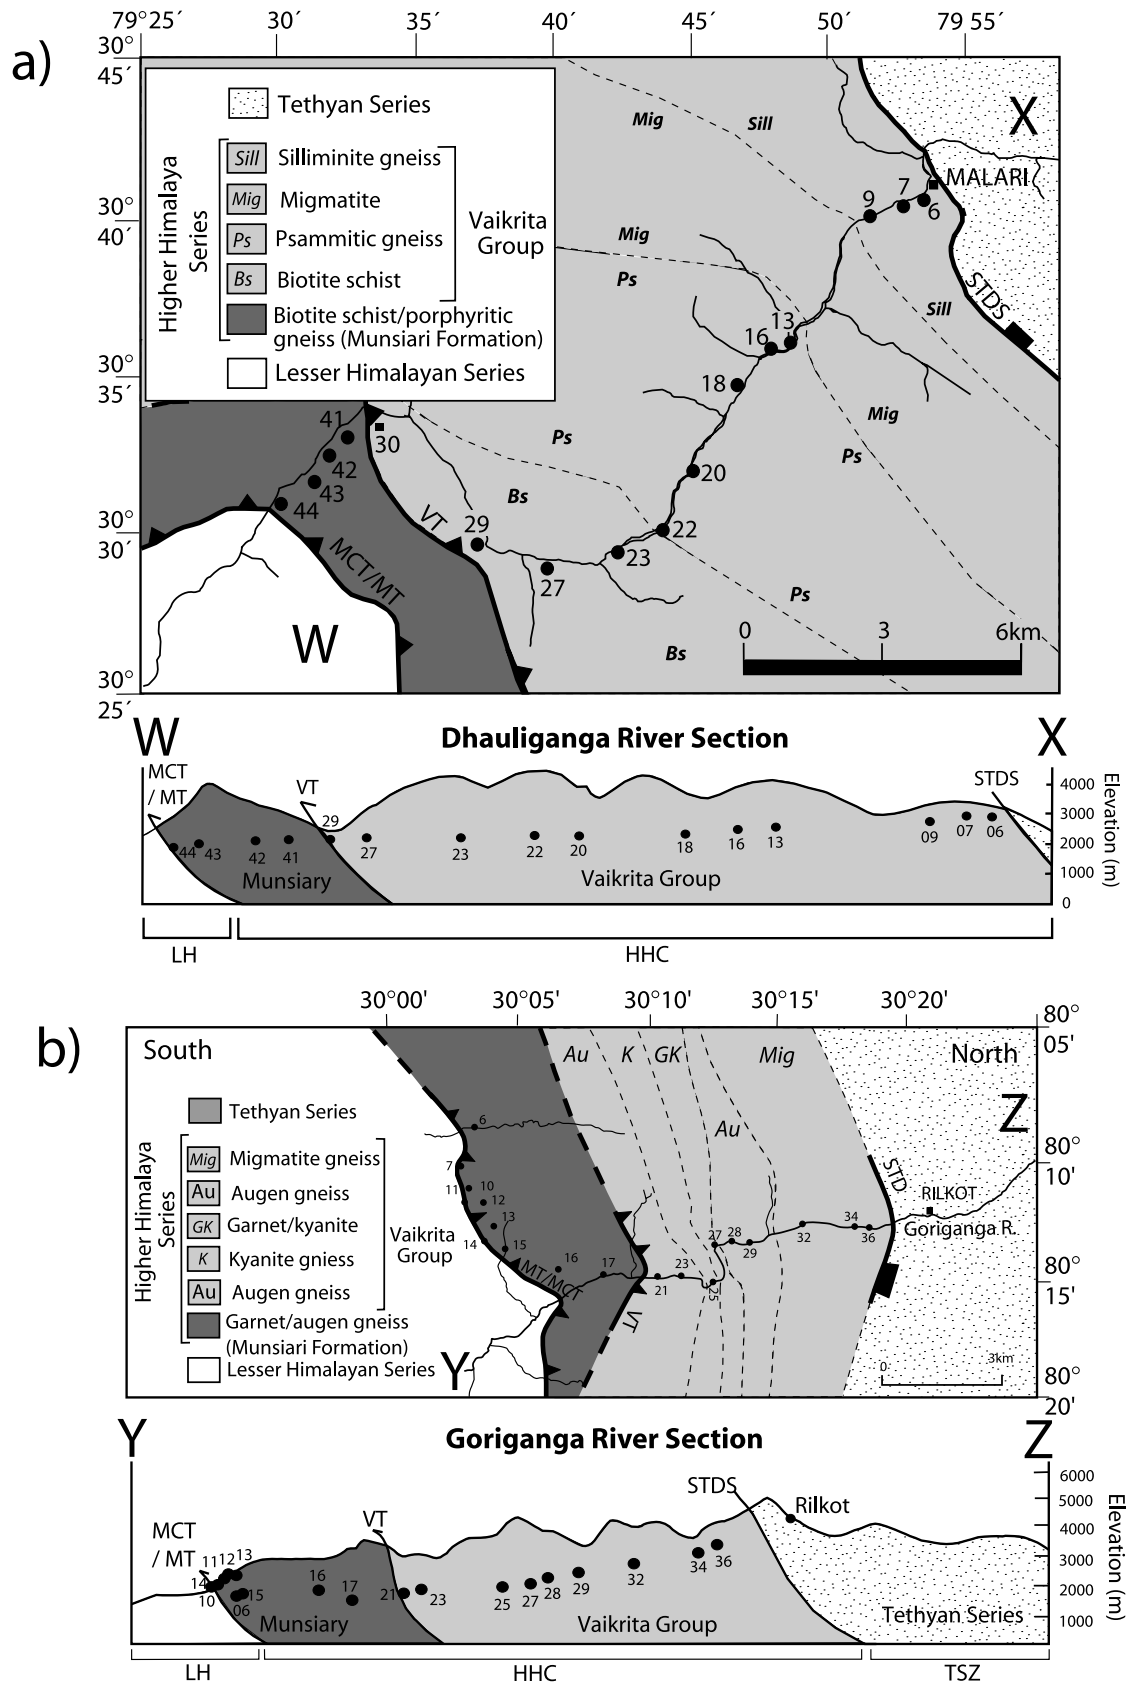 a)
79° 25´ 30´ 35´ 40´ 45´ 50´ 79 55´
30° 45´
30° 40´
30° 35´
30° 30´
30° 25´
Tethyan Series
Higher Himalaya Series
Sill Silliminite gneiss
Mig Migmatite
Ps Psammitic gneiss
Bs Biotite schist
Vaikrita Group
Biotite schist/porphyritic gneiss (Munsiari Formation)
Lesser Himalayan Series
Mig Sill
X
MALARI
9 7 6
Mig
Ps
STDS
Sill
13
16
18
Mig
Ps
Ps
41
30
42
43
44
20
Bs
VT
29
22
23
27
MCT/MT
Ps
W
Bs
0 3 6km
W
Dhauliganga River Section
X
MCT / MT
VT
STDS
29
44 43 42 41 27 23 22 20 18 16 13 09 07 06
Munsiary
Vaikrita Group
4000
3000
2000
1000
0
Elevation (m)
LH HHC
b)
30°00' 30°05' 30°10' 30°15' 30°20'
80° 05'
80° 10'
80° 15'
80° 20'
South
North
Au K GK Mig
Au
Z
Tethyan Series
Higher Himalaya Series
Mig Migmatite gneiss
Au Augen gneiss
GK Garnet/kyanite
K Kyanite gniess
Au Augen gneiss
Vaikrita Group
Garnet/augen gneiss
(Munsiari Formation)
Lesser Himalayan Series
6
7
11 10
12
13
14 15
16
17
21
23
25
27 28
29
32
34
36
MT/MCT
VT
STD
RILKOT
Goriganga R.
Y
0 3km
Y
Goriganga River Section
Z
MCT / MT
VT
STDS
Rilkot
11 12 13
14
10
06 15
16
17
21 23 25 27 28 29 32 34 36
Munsiary
Vaikrita Group
Tethyan Series
6000
5000
4000
3000
2000
1000
Elevation (m)
LH HHC TSZ